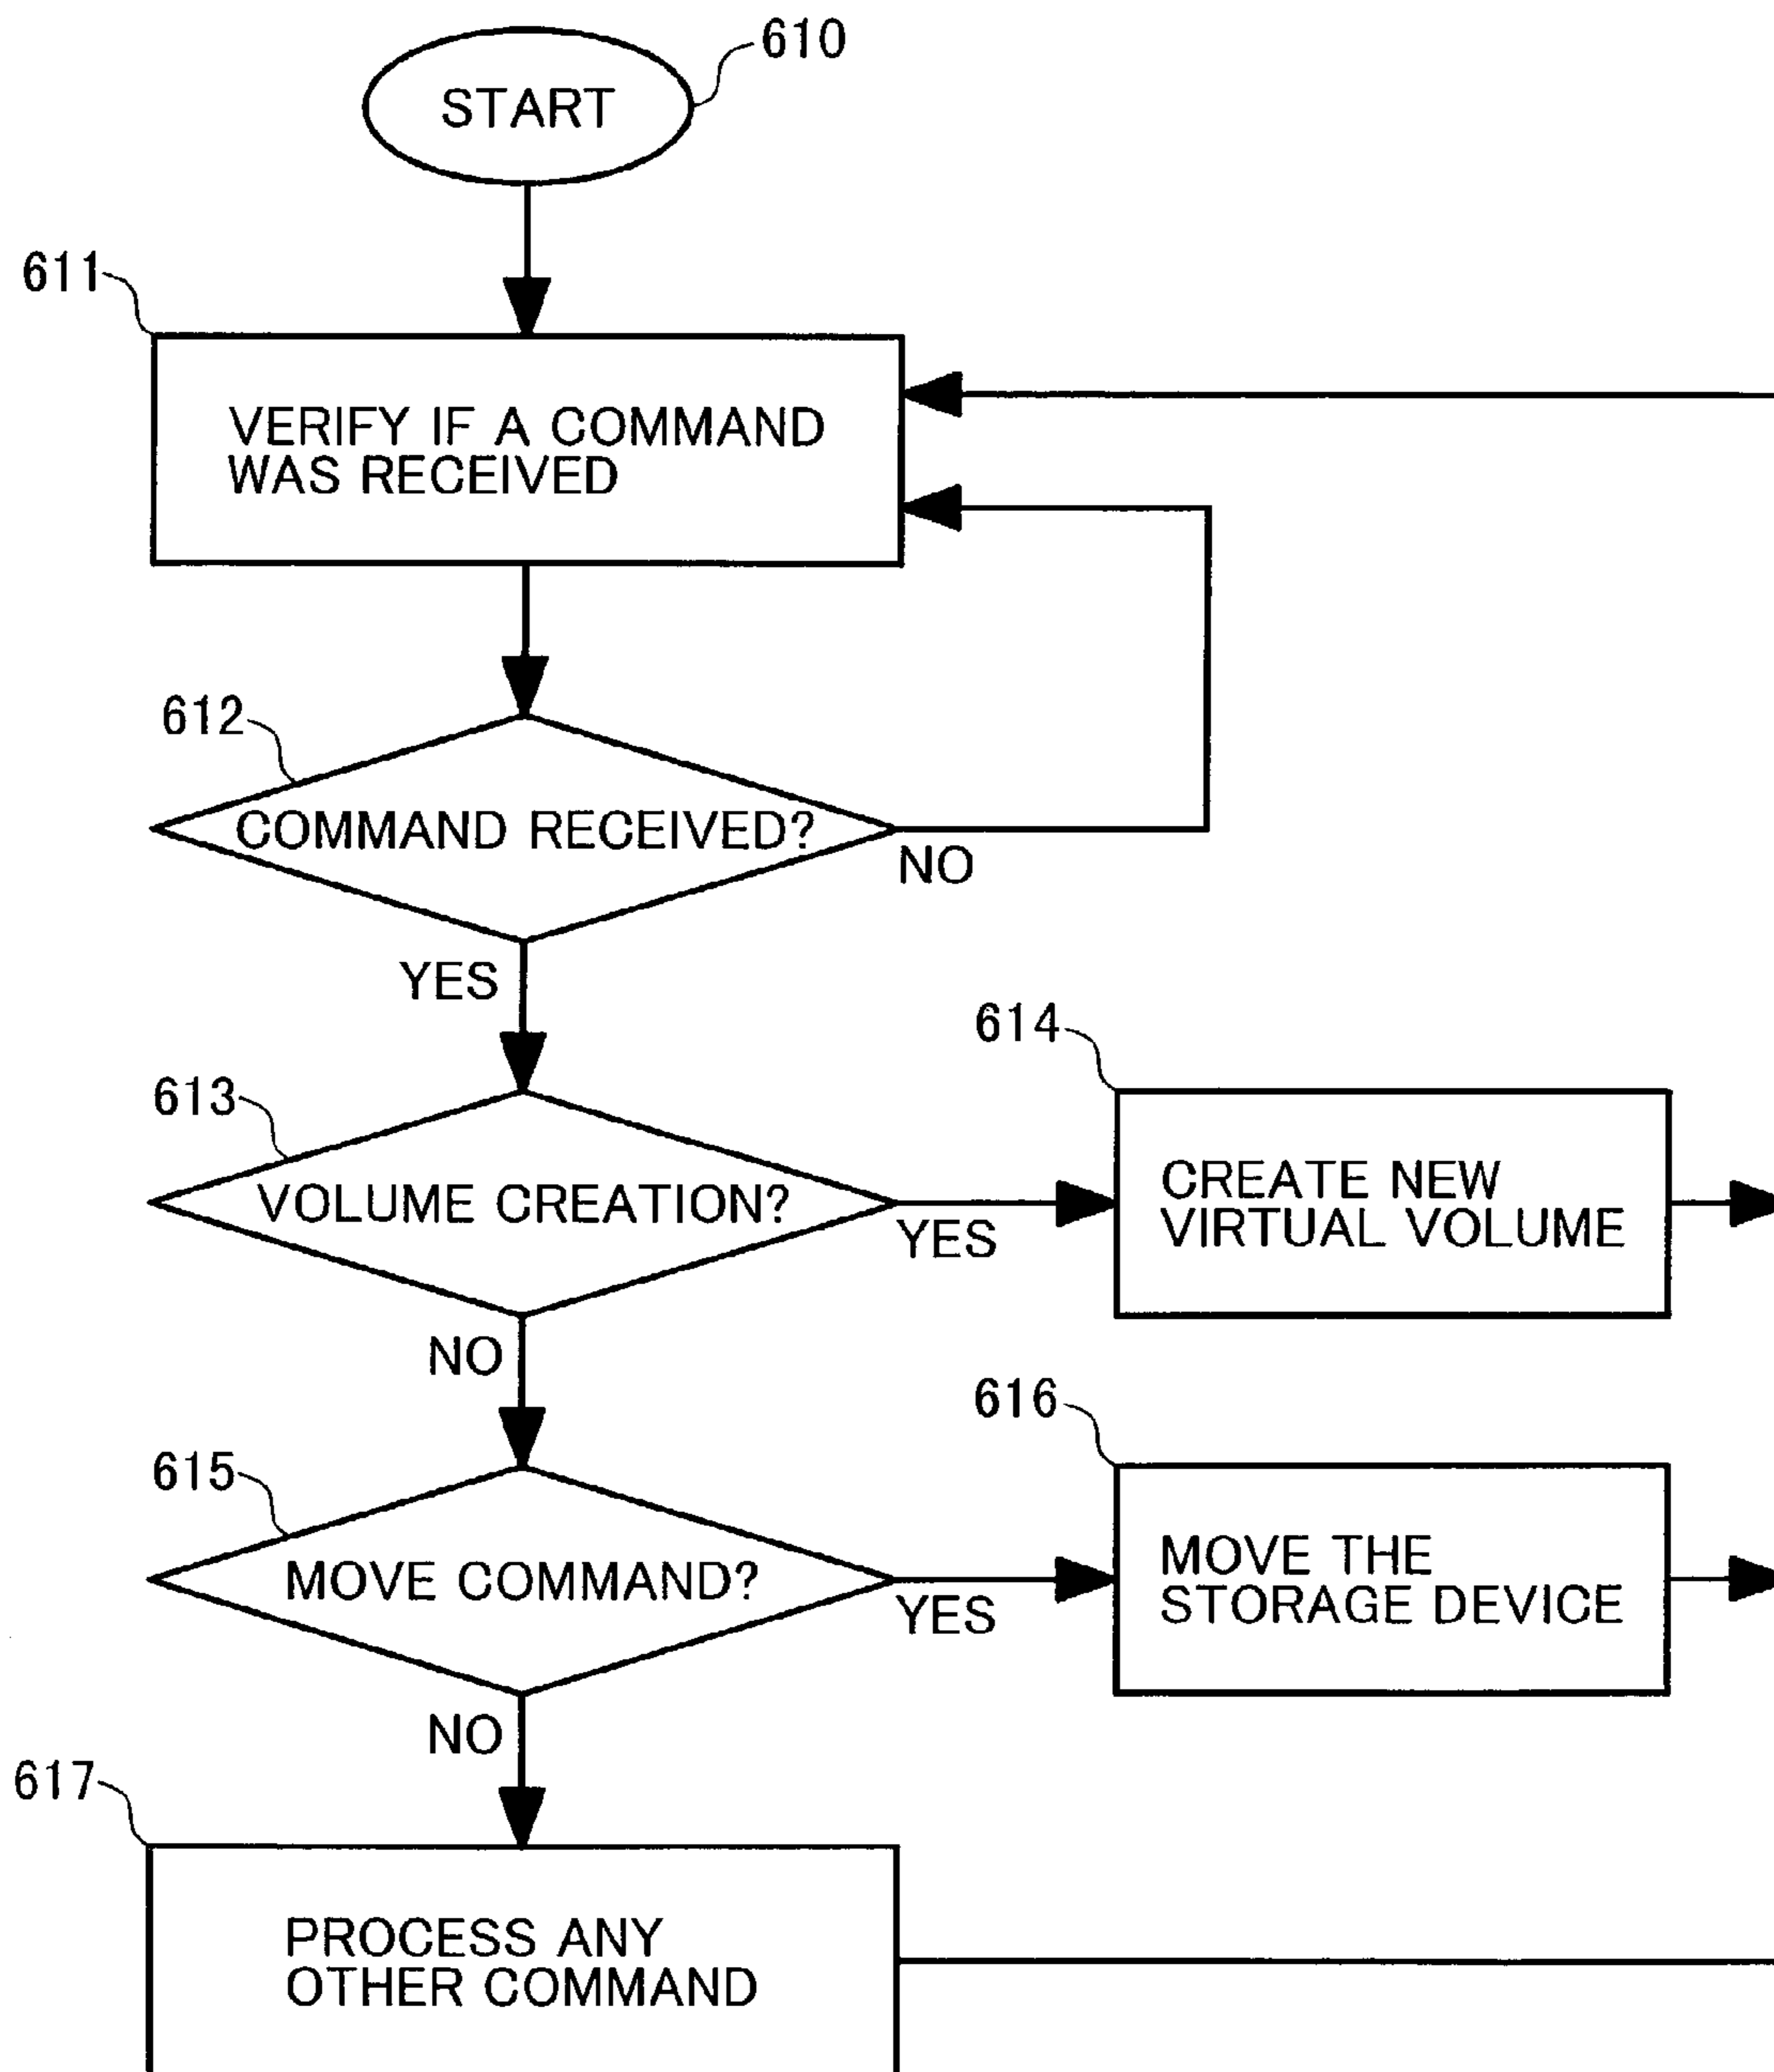 610
START
611
VERIFY IF A COMMAND
WAS RECEIVED
612
COMMAND RECEIVED?
NO
YES
613
VOLUME CREATION?
YES
614
CREATE NEW
VIRTUAL VOLUME
NO
615
MOVE COMMAND?
YES
616
MOVE THE
STORAGE DEVICE
NO
617
PROCESS ANY
OTHER COMMAND